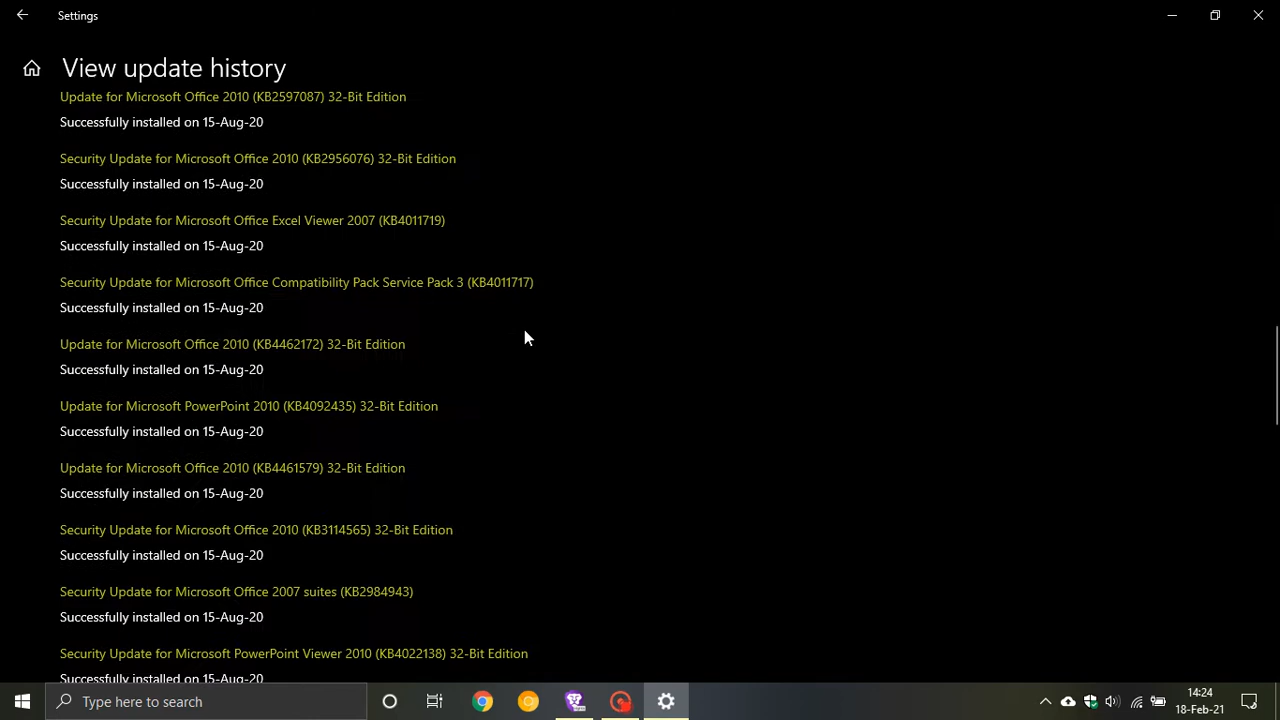 Settings
View update history
Update for Microsoft Office 2010 (KB2597087) 32-Bit Edition
Successfully installed on 15-Aug-20
Security Update for Microsoft Office 2010 (KB2956076) 32-Bit Edition
Successfully installed on 15-Aug-20
Security Update for Microsoft Office Excel Viewer 2007 (KB4011719)
Successfully installed on 15-Aug-20
Security Update for Microsoft Office Compatibility Pack Service Pack 3 (KB4011717)
Successfully installed on 15-Aug-20
Update for Microsoft Office 2010 (KB4462172) 32-Bit Edition
Successfully installed on 15-Aug-20
Update for Microsoft PowerPoint 2010 (KB4092435) 32-Bit Edition
Successfully installed on 15-Aug-20
Update for Microsoft Office 2010 (KB4461579) 32-Bit Edition
Successfully installed on 15-Aug-20
Security Update for Microsoft Office 2010 (KB3114565) 32-Bit Edition
Successfully installed on 15-Aug-20
Security Update for Microsoft Office 2007 suites (KB2984943)
Successfully installed on 15-Aug-20
Security Update for Microsoft PowerPoint Viewer 2010 (KB4022138) 32-Bit Edition
Successfully installed on 15-Aug-20
Type here to search
14:24
18-Feb-21